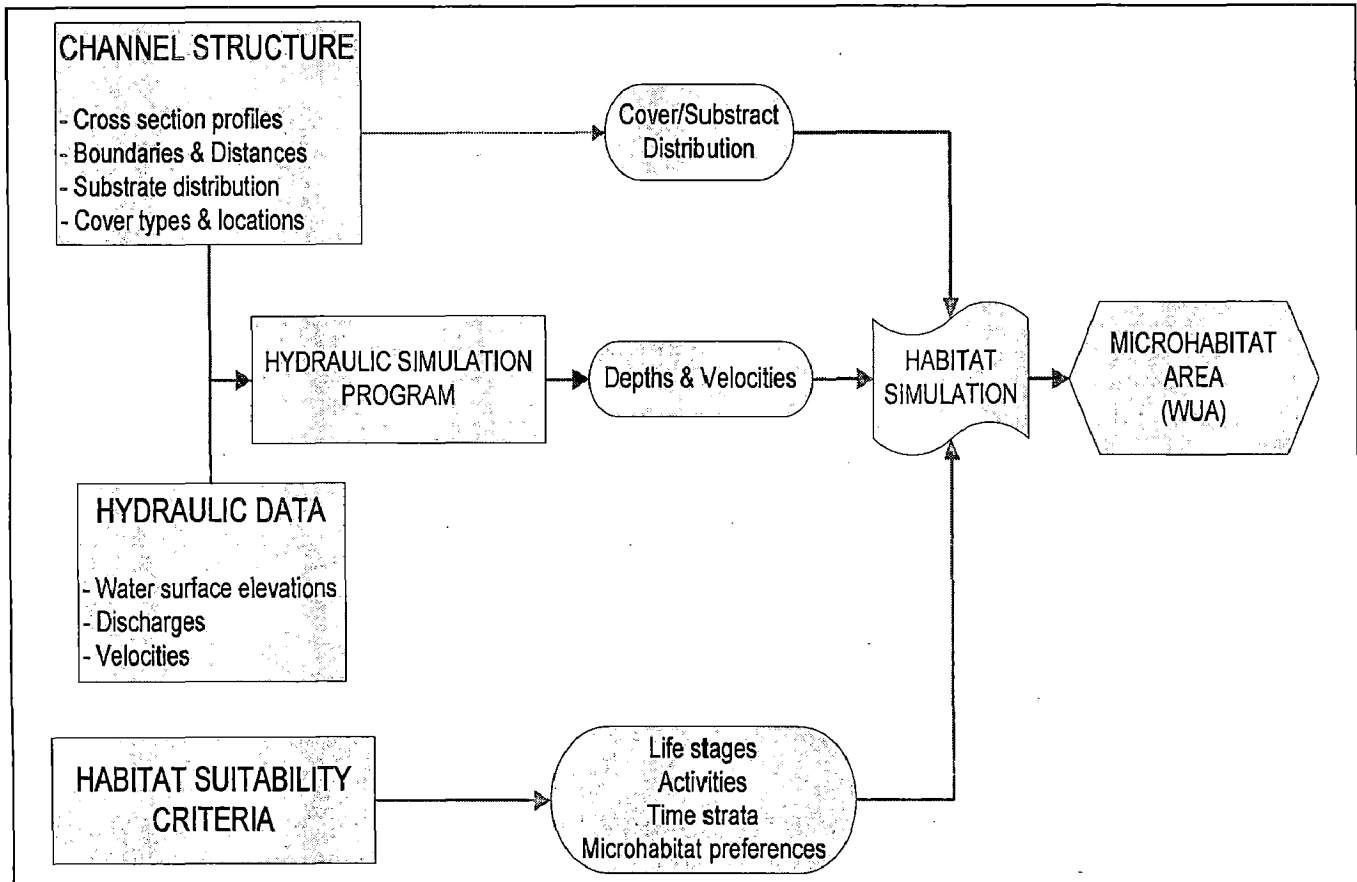 CHANNEL STRUCTURE
- Cross section profiles
- Boundaries & Distances
- Substrate distribution
- Cover types & locations
Cover/Substract
Distribution
HYDRAULIC SIMULATION
PROGRAM
Depths & Velocities
HABITAT
SIMULATION
MICROHABITAT
AREA
(WUA)
HYDRAULIC DATA
- Water surface elevations
- Discharges
- Velocities
HABITAT SUITABILITY
CRITERIA
Life stages
Activities
Time strata
Microhabitat preferences